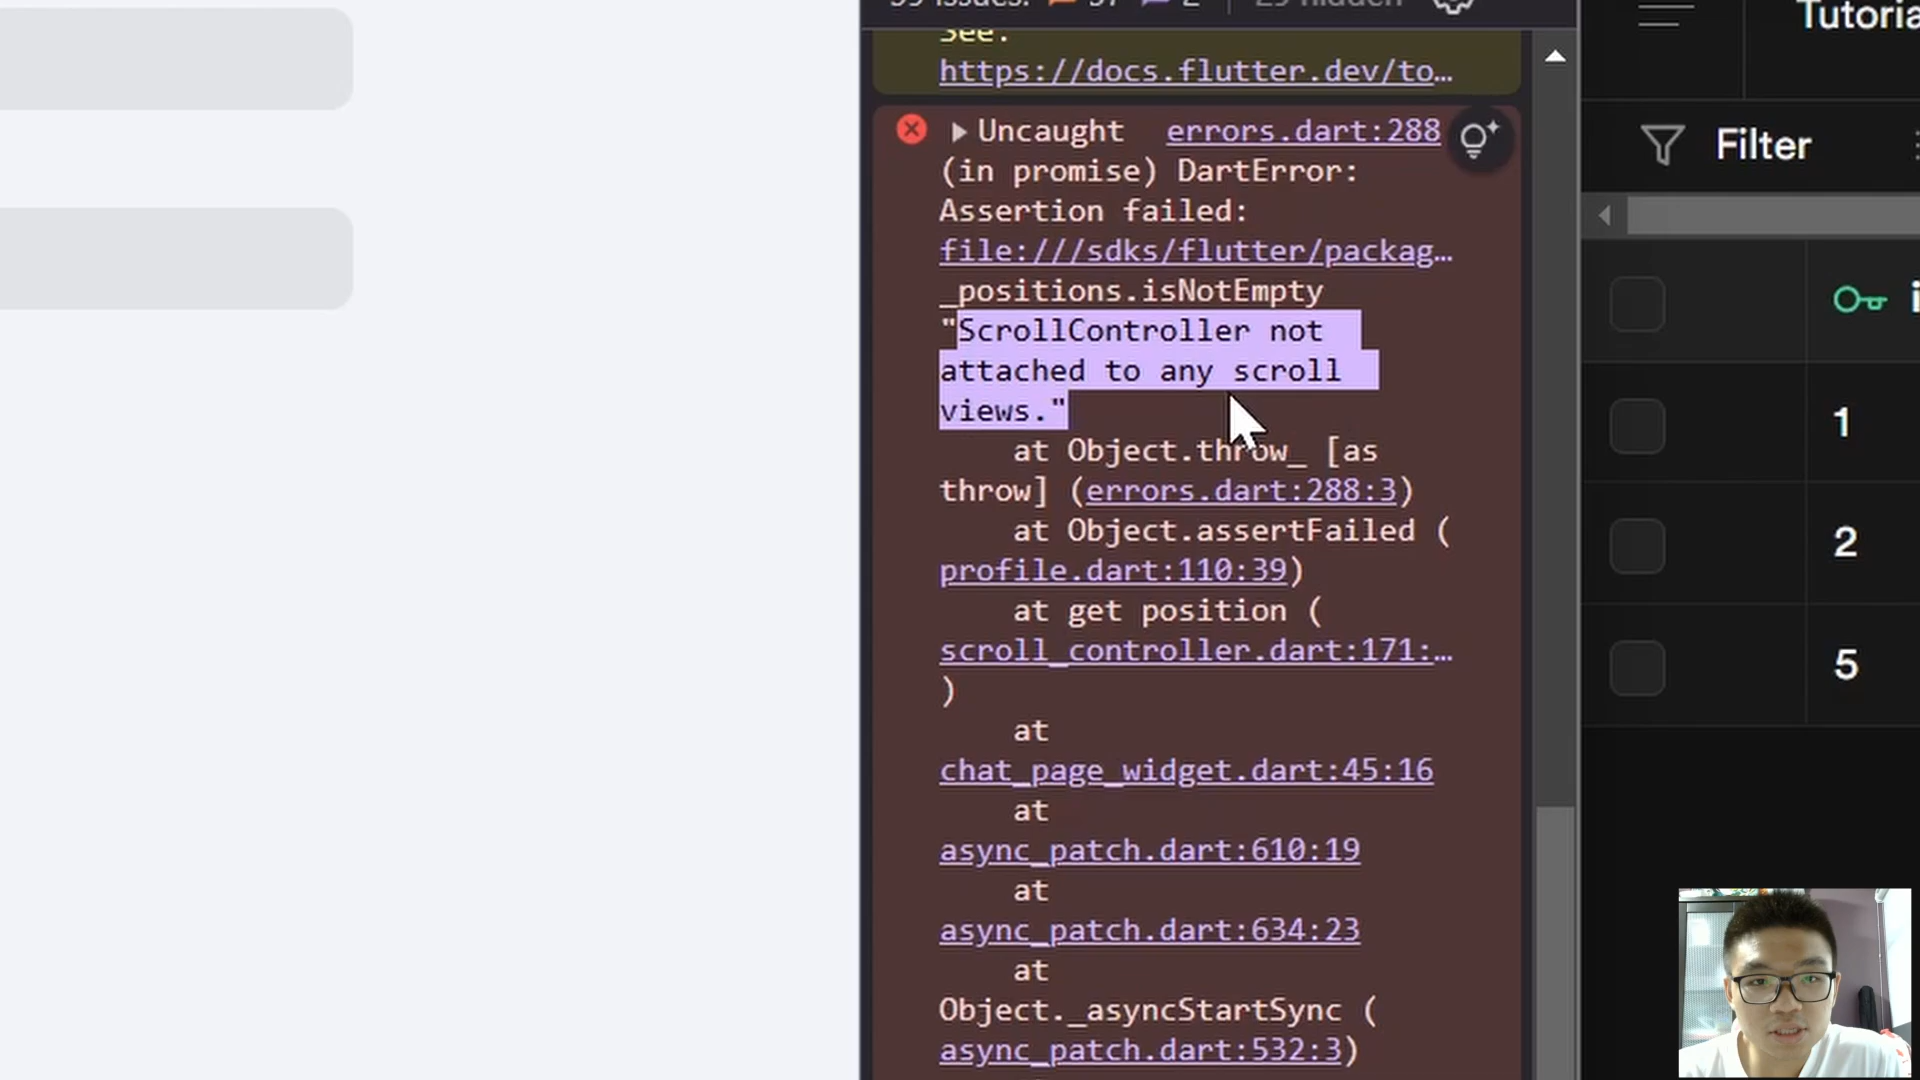 See:
https://docs.flutter.dev/to…
Uncaught errors.dart:288
(in promise) DartError:
Assertion failed:
file:///sdks/flutter/packag…
_positions.isNotEmpty
"ScrollController not
attached to any scroll
views."
at Object.throw_ [as
throw] (errors.dart:288:3)
at Object.assertFailed (
profile.dart:110:39)
at get position (
scroll_controller.dart:171:…
)
at
chat_page_widget.dart:45:16
at
async_patch.dart:610:19
at
async_patch.dart:634:23
at
Object._asyncStartSync (
async_patch.dart:532:3)
Tutoria
Filter
1
2
5